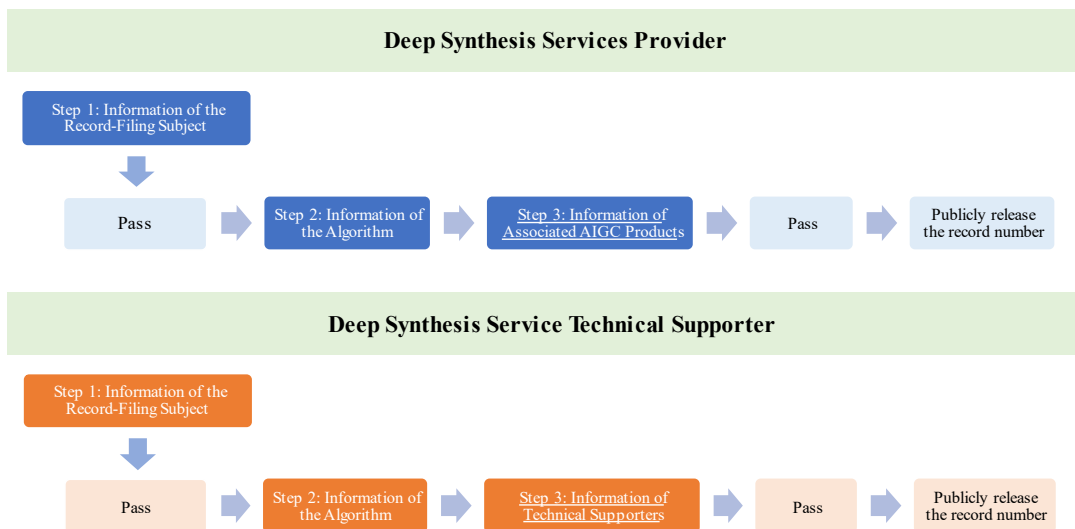 Deep Synthesis Services Provider
Step 1: Information of the
Record-Filing Subject
Pass
Step 2: Information of
the Algorithm
Step 3: Information of
Associated AIGC Products
Pass
Publicly release
the record number
Deep Synthesis Service Technical Supporter
Step 1: Information of the
Record-Filing Subject
Pass
Step 2: Information of
the Algorithm
Step 3: Information of
Technical Supporters
Pass
Publicly release
the record number